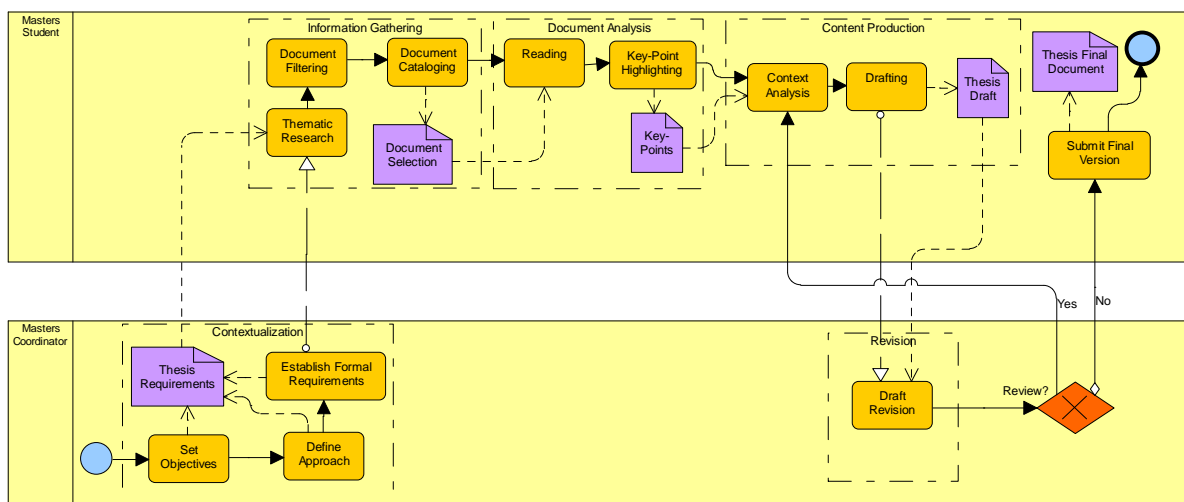 Masters
Student
Information Gathering
Document
Filtering
Document
Cataloging
Thematic
Research
Document
Selection
Document Analysis
Reading
Key-Point
Highlighting
Key-
Points
Content Production
Context
Analysis
Drafting
Thesis
Draft
Thesis Final
Document
Submit Final
Version
Yes
No
Masters
Coordinator
Contextualization
Thesis
Requirements
Establish Formal
Requirements
Set
Objectives
Define
Approach
Revision
Draft
Revision
Review?